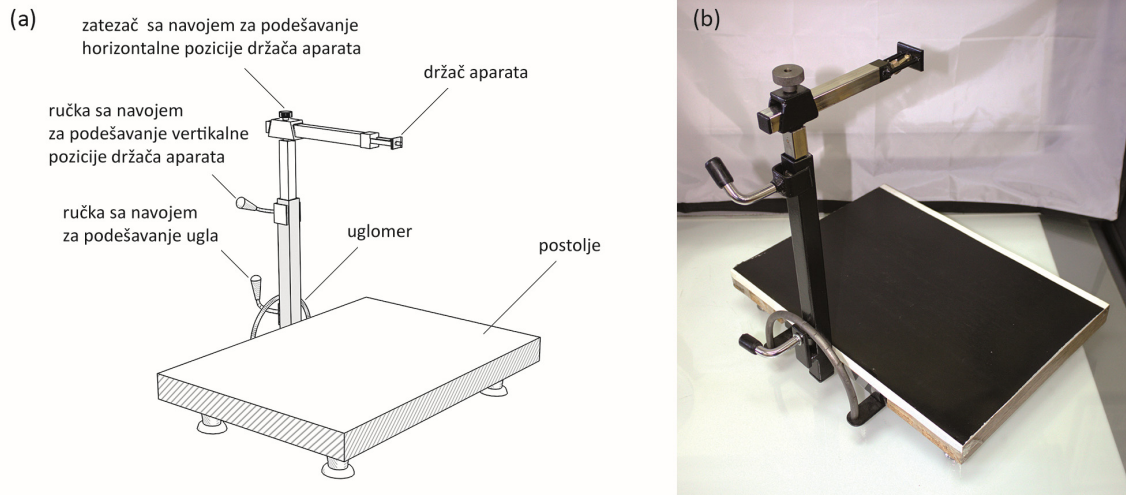 (a)
zatezač sa navojem za podešavanje
horizontalne pozicije držača aparata
držač aparata
ručka sa navojem
za podešavanje vertikalne
pozicije držača aparata
ručka sa navojem
za podešavanje ugla
uglomer
postolje
(b)